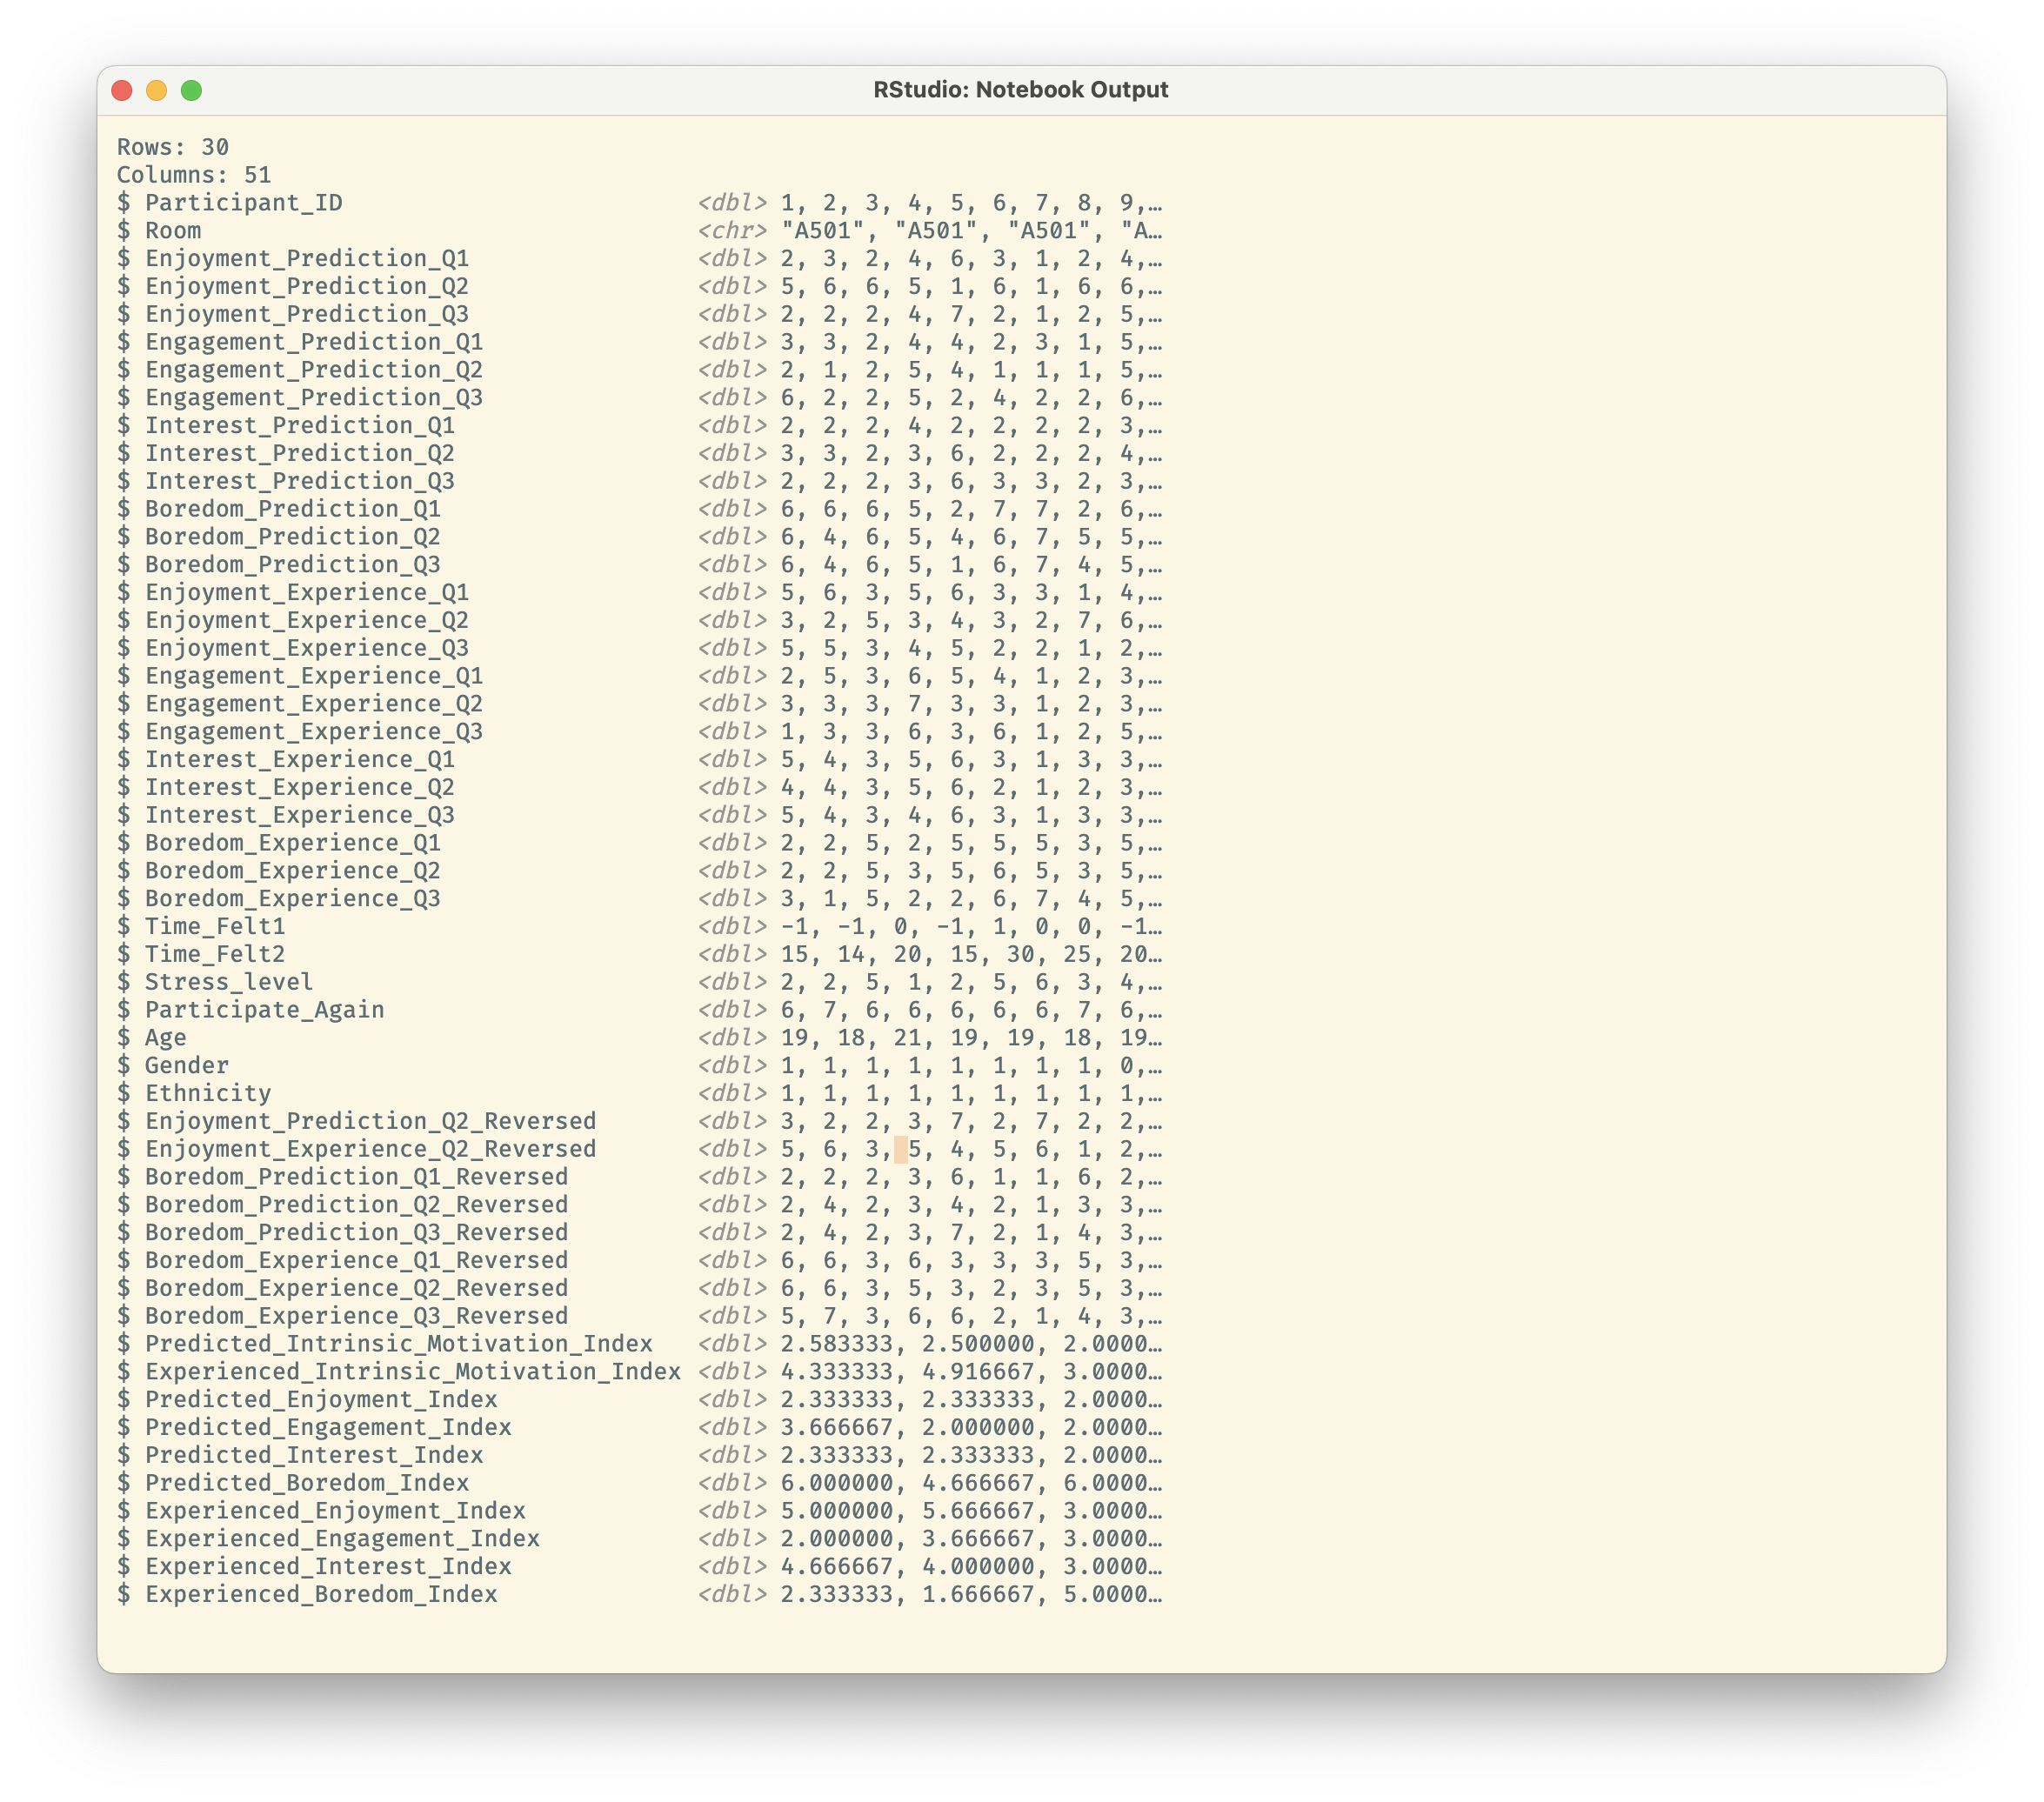 RStudio: Notebook Output
Rows: 30
Columns: 51
$ Participant_ID                        <dbl> 1, 2, 3, 4, 5, 6, 7, 8, 9,…
$ Room                                  <chr> "A501", "A501", "A501", "A…
$ Enjoyment_Prediction_Q1               <dbl> 2, 3, 2, 4, 6, 3, 1, 2, 4,…
$ Enjoyment_Prediction_Q2               <dbl> 5, 6, 6, 5, 1, 6, 1, 6, 6,…
$ Enjoyment_Prediction_Q3               <dbl> 2, 2, 2, 4, 7, 2, 1, 2, 5,…
$ Engagement_Prediction_Q1              <dbl> 3, 3, 2, 4, 4, 2, 3, 1, 5,…
$ Engagement_Prediction_Q2              <dbl> 2, 1, 2, 5, 4, 1, 1, 1, 5,…
$ Engagement_Prediction_Q3              <dbl> 6, 2, 2, 5, 2, 4, 2, 2, 6,…
$ Interest_Prediction_Q1                <dbl> 2, 2, 2, 4, 2, 2, 2, 2, 3,…
$ Interest_Prediction_Q2                <dbl> 3, 3, 2, 3, 6, 2, 2, 2, 4,…
$ Interest_Prediction_Q3                <dbl> 2, 2, 2, 3, 6, 3, 3, 2, 3,…
$ Boredom_Prediction_Q1                 <dbl> 6, 6, 6, 5, 2, 7, 7, 2, 6,…
$ Boredom_Prediction_Q2                 <dbl> 6, 4, 6, 5, 4, 6, 7, 5, 5,…
$ Boredom_Prediction_Q3                 <dbl> 6, 4, 6, 5, 1, 6, 7, 4, 5,…
$ Enjoyment_Experience_Q1               <dbl> 5, 6, 3, 5, 6, 3, 3, 1, 4,…
$ Enjoyment_Experience_Q2               <dbl> 3, 2, 5, 3, 4, 3, 2, 7, 6,…
$ Enjoyment_Experience_Q3               <dbl> 5, 5, 3, 4, 5, 2, 2, 1, 2,…
$ Engagement_Experience_Q1              <dbl> 2, 5, 3, 6, 5, 4, 1, 2, 3,…
$ Engagement_Experience_Q2              <dbl> 3, 3, 3, 7, 3, 3, 1, 2, 3,…
$ Engagement_Experience_Q3              <dbl> 1, 3, 3, 6, 3, 6, 1, 2, 5,…
$ Interest_Experience_Q1                <dbl> 5, 4, 3, 5, 6, 3, 1, 3, 3,…
$ Interest_Experience_Q2                <dbl> 4, 4, 3, 5, 6, 2, 1, 2, 3,…
$ Interest_Experience_Q3                <dbl> 5, 4, 3, 4, 6, 3, 1, 3, 3,…
$ Boredom_Experience_Q1                 <dbl> 2, 2, 5, 2, 5, 5, 5, 3, 5,…
$ Boredom_Experience_Q2                 <dbl> 2, 2, 5, 3, 5, 6, 5, 3, 5,…
$ Boredom_Experience_Q3                 <dbl> 3, 1, 5, 2, 2, 6, 7, 4, 5,…
$ Time_Felt1                            <dbl> -1, -1, 0, -1, 1, 0, 0, -1…
$ Time_Felt2                            <dbl> 15, 14, 20, 15, 30, 25, 20…
$ Stress_level                          <dbl> 2, 2, 5, 1, 2, 5, 6, 3, 4,…
$ Participate_Again                     <dbl> 6, 7, 6, 6, 6, 6, 6, 7, 6,…
$ Age                                   <dbl> 19, 18, 21, 19, 19, 18, 19…
$ Gender                                <dbl> 1, 1, 1, 1, 1, 1, 1, 1, 0,…
$ Ethnicity                             <dbl> 1, 1, 1, 1, 1, 1, 1, 1, 1,…
$ Enjoyment_Prediction_Q2_Reversed      <dbl> 3, 2, 2, 3, 7, 2, 7, 2, 2,…
$ Enjoyment_Experience_Q2_Reversed      <dbl> 5, 6, 3, 5, 4, 5, 6, 1, 2,…
$ Boredom_Prediction_Q1_Reversed        <dbl> 2, 2, 2, 3, 6, 1, 1, 6, 2,…
$ Boredom_Prediction_Q2_Reversed        <dbl> 2, 4, 2, 3, 4, 2, 1, 3, 3,…
$ Boredom_Prediction_Q3_Reversed        <dbl> 2, 4, 2, 3, 7, 2, 1, 4, 3,…
$ Boredom_Experience_Q1_Reversed        <dbl> 6, 6, 3, 6, 3, 3, 3, 5, 3,…
$ Boredom_Experience_Q2_Reversed        <dbl> 6, 6, 3, 5, 3, 2, 3, 5, 3,…
$ Boredom_Experience_Q3_Reversed        <dbl> 5, 7, 3, 6, 6, 2, 1, 4, 3,…
$ Predicted_Intrinsic_Motivation_Index  <dbl> 2.583333, 2.500000, 2.0000…
$ Experienced_Intrinsic_Motivation_Index <dbl> 4.333333, 4.916667, 3.0000…
$ Predicted_Enjoyment_Index             <dbl> 2.333333, 2.333333, 2.0000…
$ Predicted_Engagement_Index            <dbl> 3.666667, 2.000000, 2.0000…
$ Predicted_Interest_Index              <dbl> 2.333333, 2.333333, 2.0000…
$ Predicted_Boredom_Index               <dbl> 6.000000, 4.666667, 6.0000…
$ Experienced_Enjoyment_Index           <dbl> 5.000000, 5.666667, 3.0000…
$ Experienced_Engagement_Index          <dbl> 2.000000, 3.666667, 3.0000…
$ Experienced_Interest_Index            <dbl> 4.666667, 4.000000, 3.0000…
$ Experienced_Boredom_Index             <dbl> 2.333333, 1.666667, 5.0000…